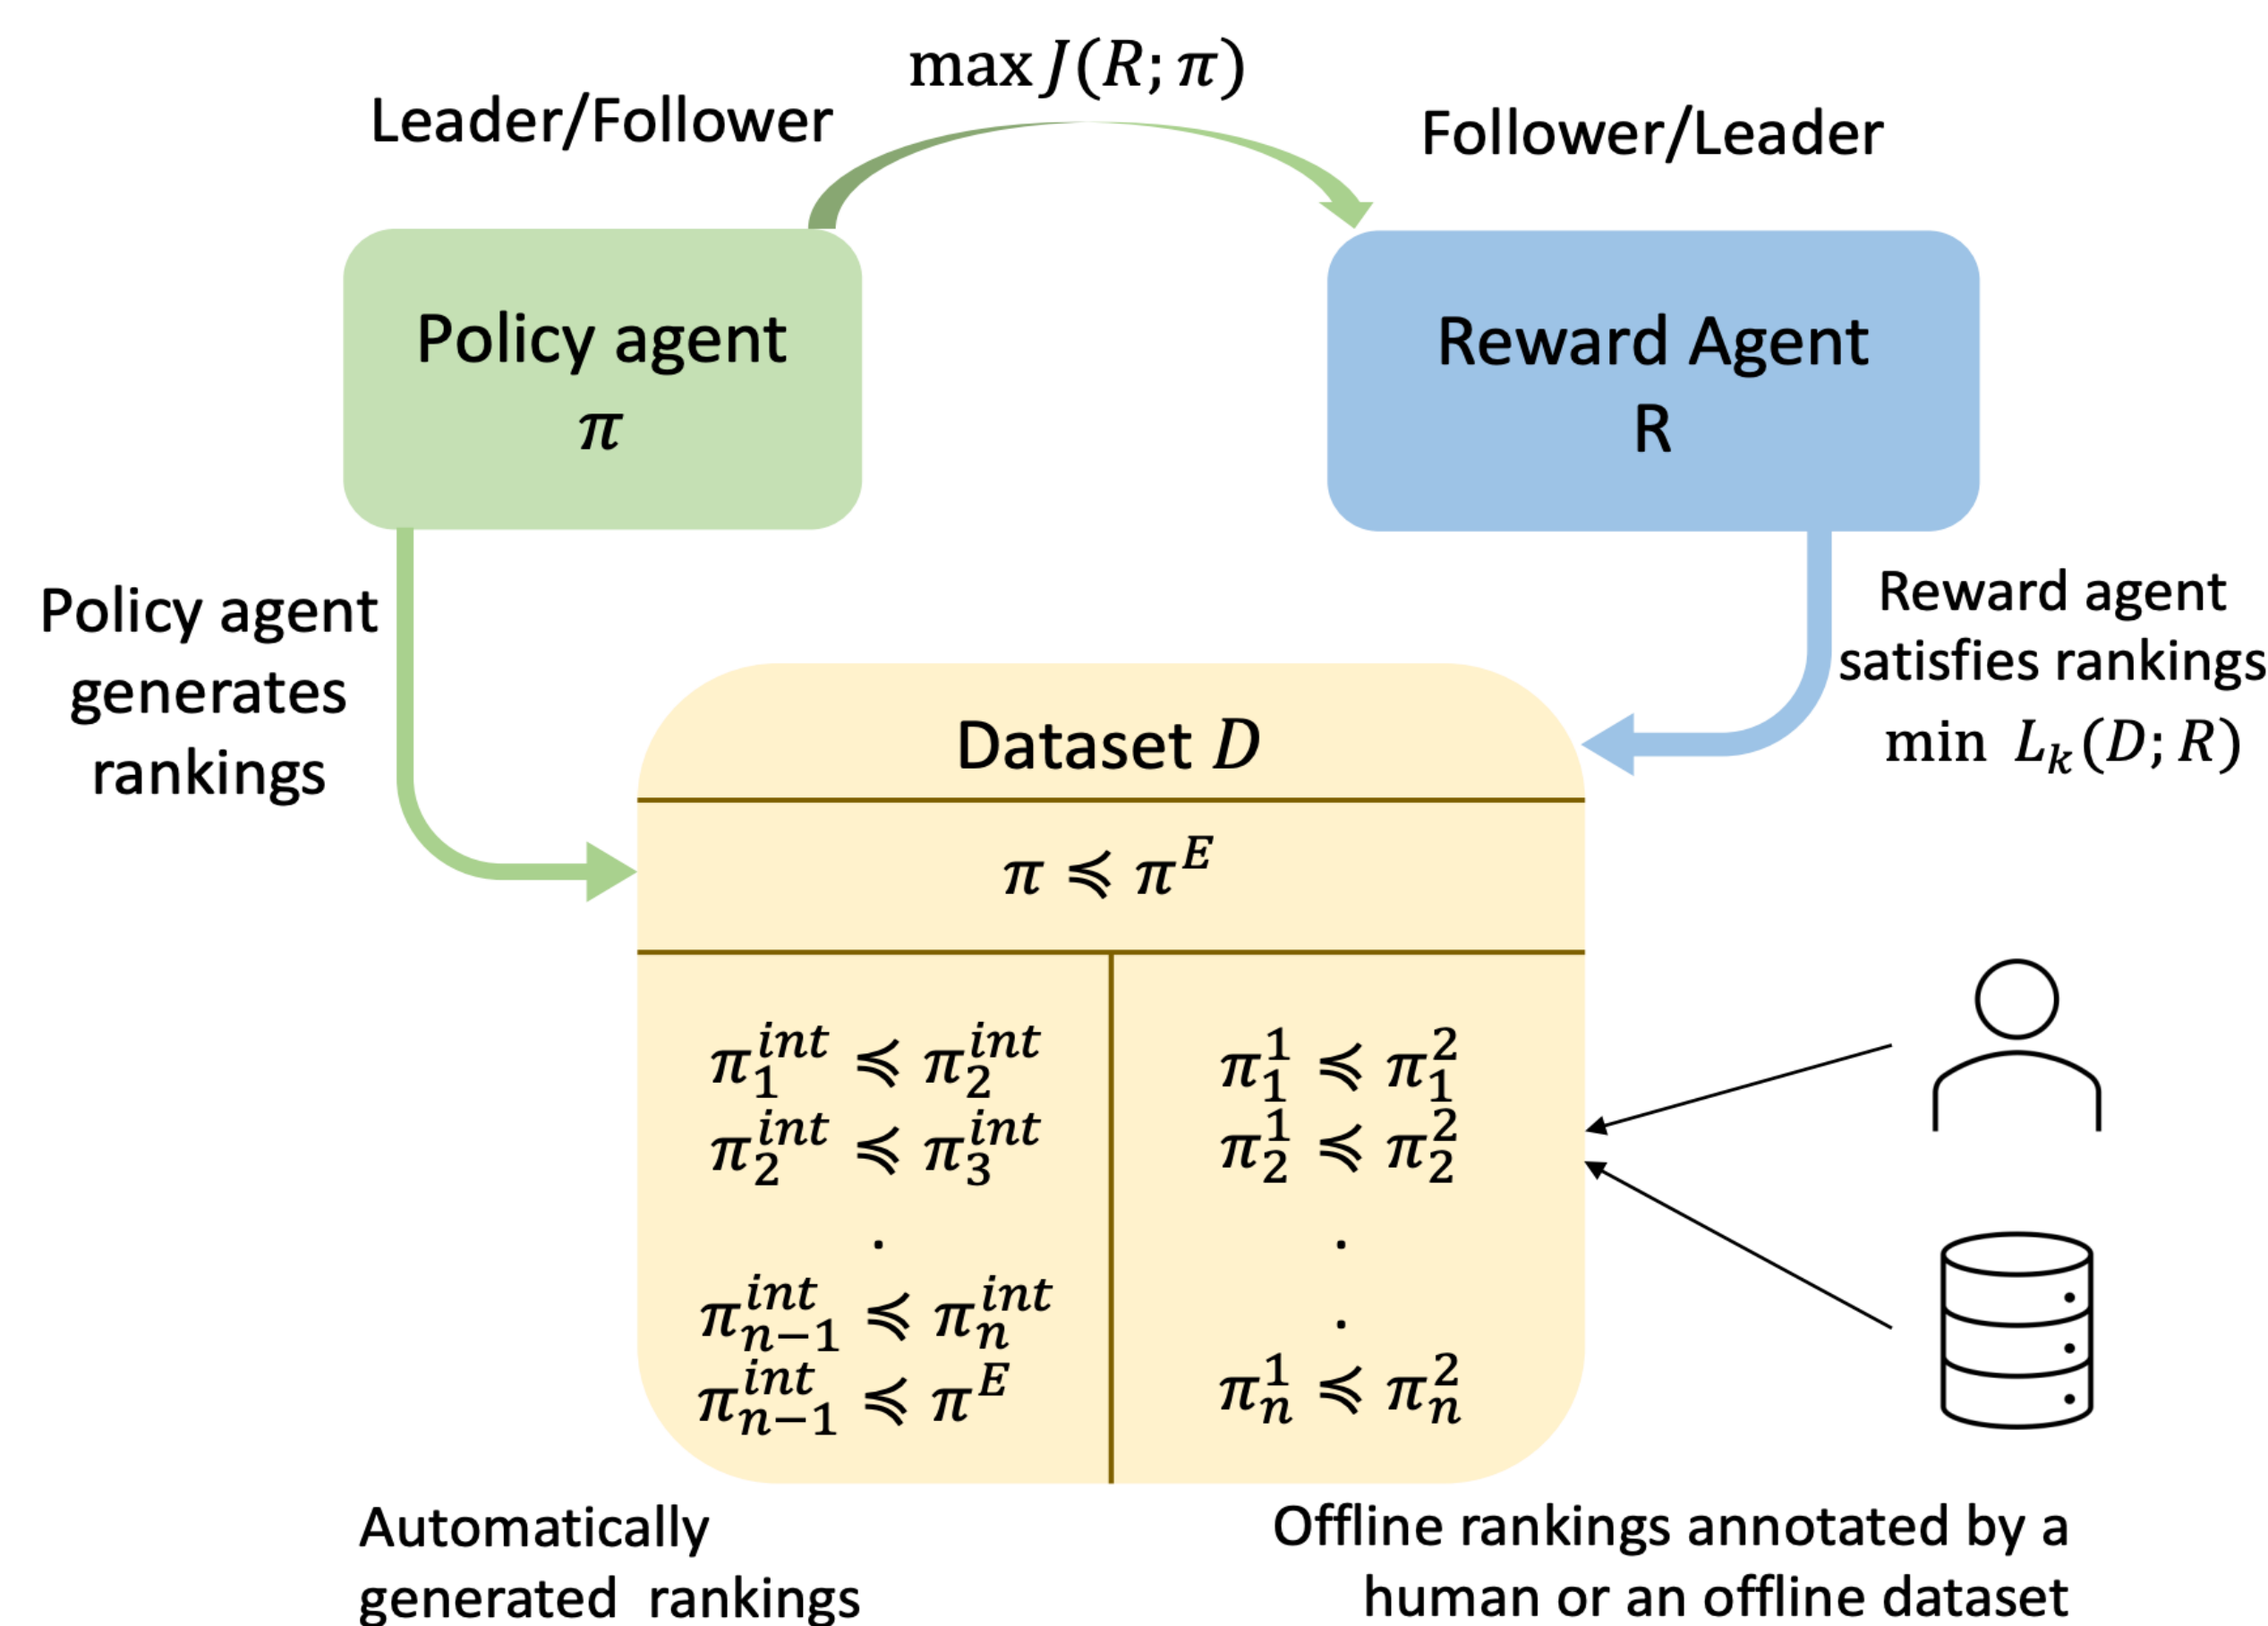 max J(R; π)
Leader/Follower
Follower/Leader
Policy agent
π
Reward Agent
R
Policy agent
generates
rankings
Reward agent
satisfies rankings
min L_k(D; R)
Dataset D
π ≼ π^E
π_1^{int} ≼ π_2^{int}
π_2^{int} ≼ π_3^{int}
.
π_{n−1}^{int} ≼ π_n^{int}
π_{n−1}^{int} ≼ π^E
π_1^1 ≼ π_1^2
π_2^1 ≼ π_2^2
.
.
π_n^1 ≼ π_n^2
Automatically
generated rankings
Offline rankings annotated by a
human or an offline dataset